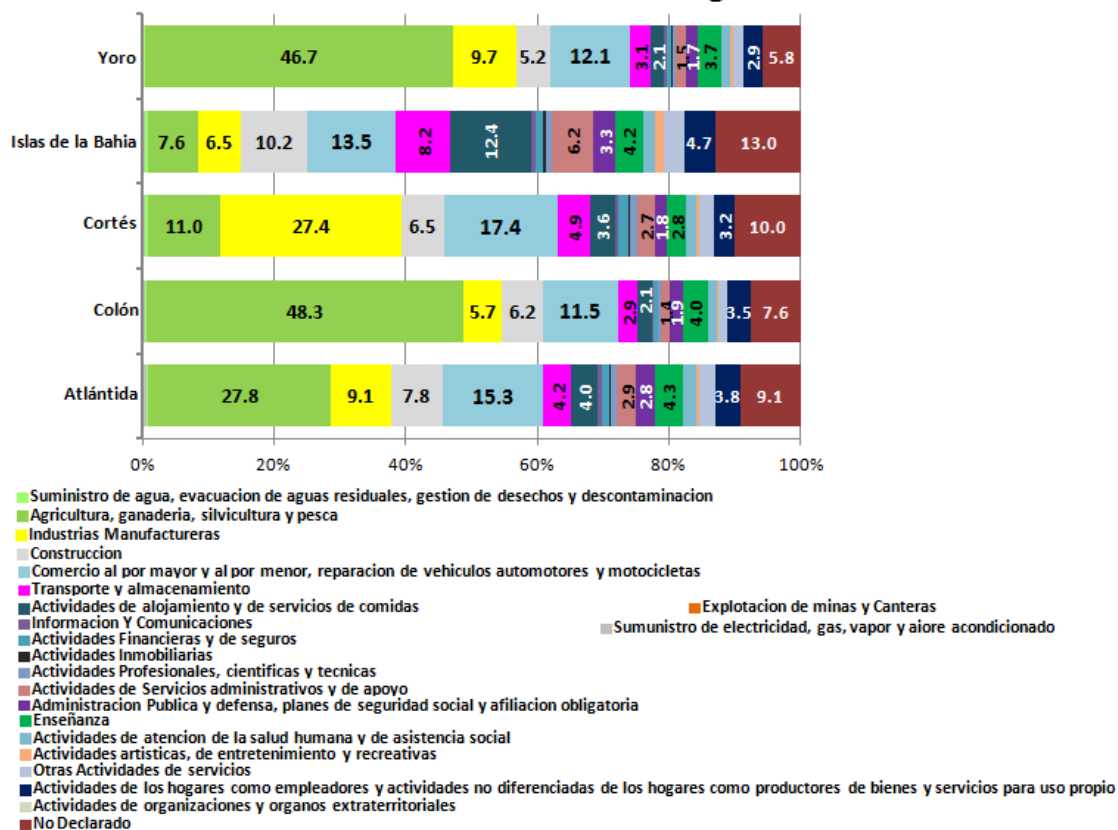 Yoro
46.7 9.7 5.2 12.1 3.1 2.1 1.5 1.7 3.7 2.9 5.8
Islas de la Bahia
7.6 6.5 10.2 13.5 8.2 12.4 6.2 3.3 4.2 4.7 13.0
Cortés
11.0 27.4 6.5 17.4 4.9 3.6 2.7 1.8 2.8 3.2 10.0
Colón
48.3 5.7 6.2 11.5 2.9 2.1 1.4 1.9 4.0 3.5 7.6
Atlántida
27.8 9.1 7.8 15.3 4.2 4.0 2.9 2.8 4.3 3.8 9.1
0% 20% 40% 60% 80% 100%
Suministro de agua, evacuacion de aguas residuales, gestion de desechos y descontaminacion
Agricultura, ganaderia, silvicultura y pesca
Industrias Manufactureras
Construccion
Comercio al por mayor y al por menor, reparacion de vehiculos automotores y motocicletas
Transporte y almacenamiento
Actividades de alojamiento y de servicios de comidas
Explotacion de minas y Canteras
Informacion Y Comunicaciones
Sumunistro de electricidad, gas, vapor y aiore acondicionado
Actividades Financieras y de seguros
Actividades Inmobiliarias
Actividades Profesionales, cientificas y tecnicas
Actividades de Servicios administrativos y de apoyo
Administracion Publica y defensa, planes de seguridad social y afiliacion obligatoria
Enseñanza
Actividades de atencion de la salud humana y de asistencia social
Actividades artisticas, de entretenimiento y recreativas
Otras Actividades de servicios
Actividades de los hogares como empleadores y actividades no diferenciadas de los hogares como productores de bienes y servicios para uso propio
Actividades de organizaciones y organos extraterritoriales
No Declarado